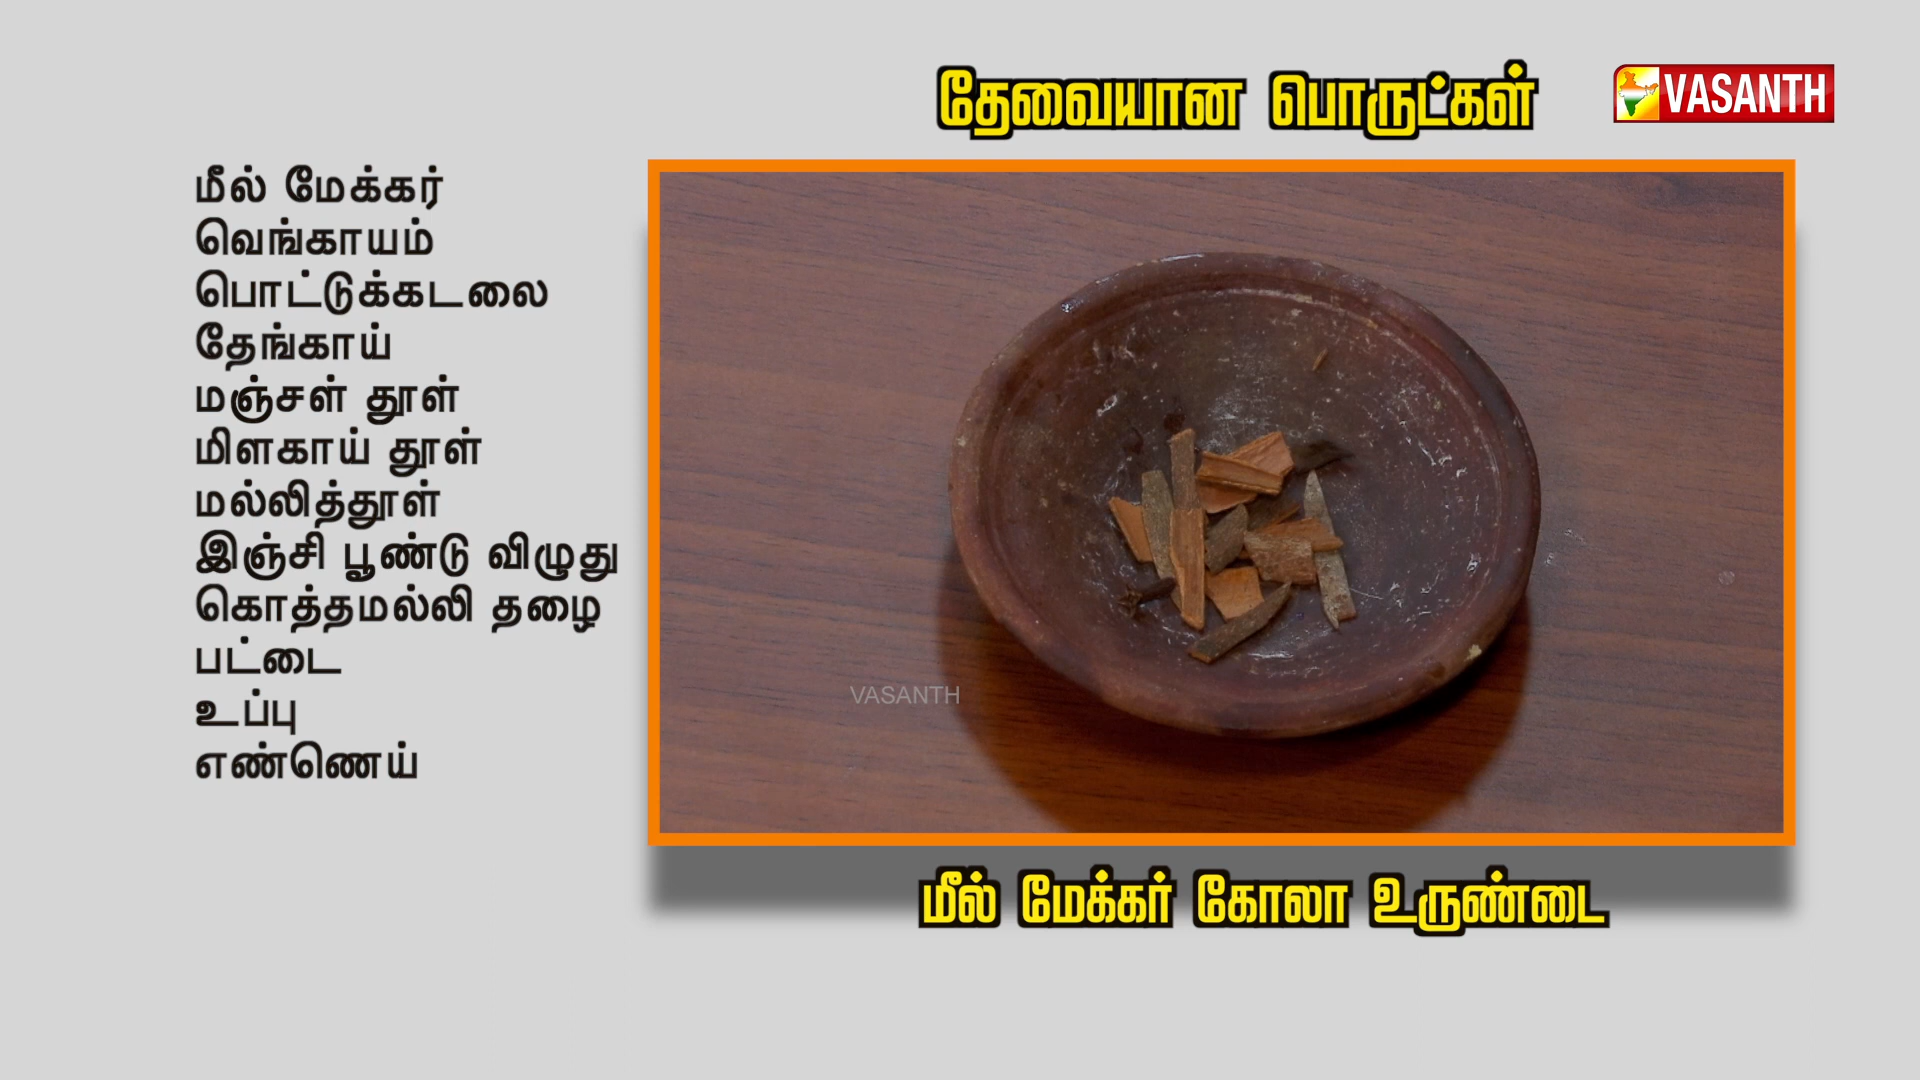 தேவையான பொருட்கள்
VASANTH
மீல் மேக்கர்
வெங்காயம்
பொட்டுக்கடலை
தேங்காய்
மஞ்சள் தூள்
மிளகாய் தூள்
மல்லித்தூள்
இஞ்சி பூண்டு விழுது
கொத்தமல்லி தழை
பட்டை
உப்பு
எண்ணெய்
VASANTH
மீல் மேக்கர் கோலா உருண்டை